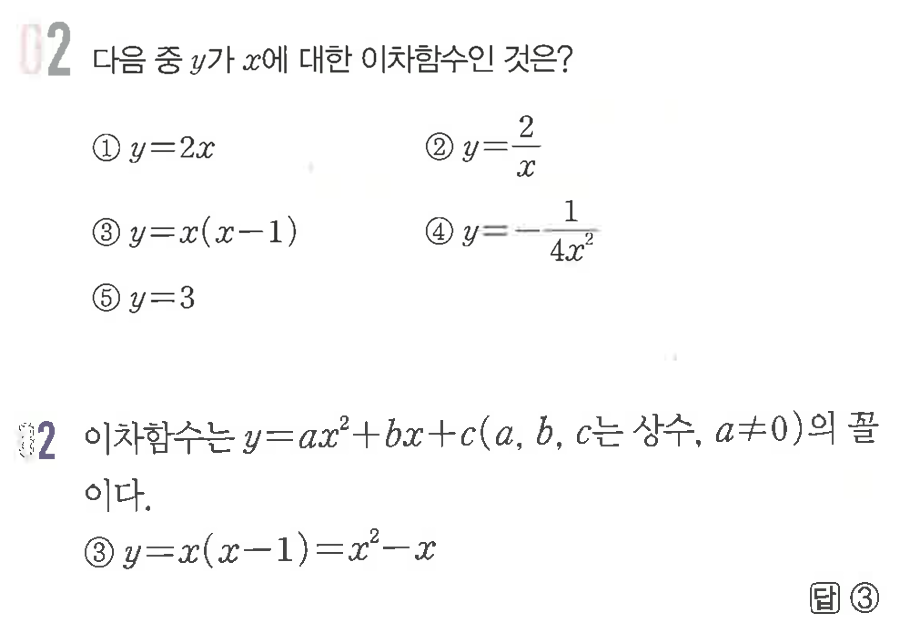 02 다음 중 y가 x에 대한 이차함수인 것은?
① y=2x ② y=2/x
③ y=x(x-1) ④ y=-1/4x²
⑤ y=3
02 이차함수는 y=ax²+bx+c(a, b, c는 상수, a≠0)의 꼴
이다.
③ y=x(x-1)=x²-x
답 ③